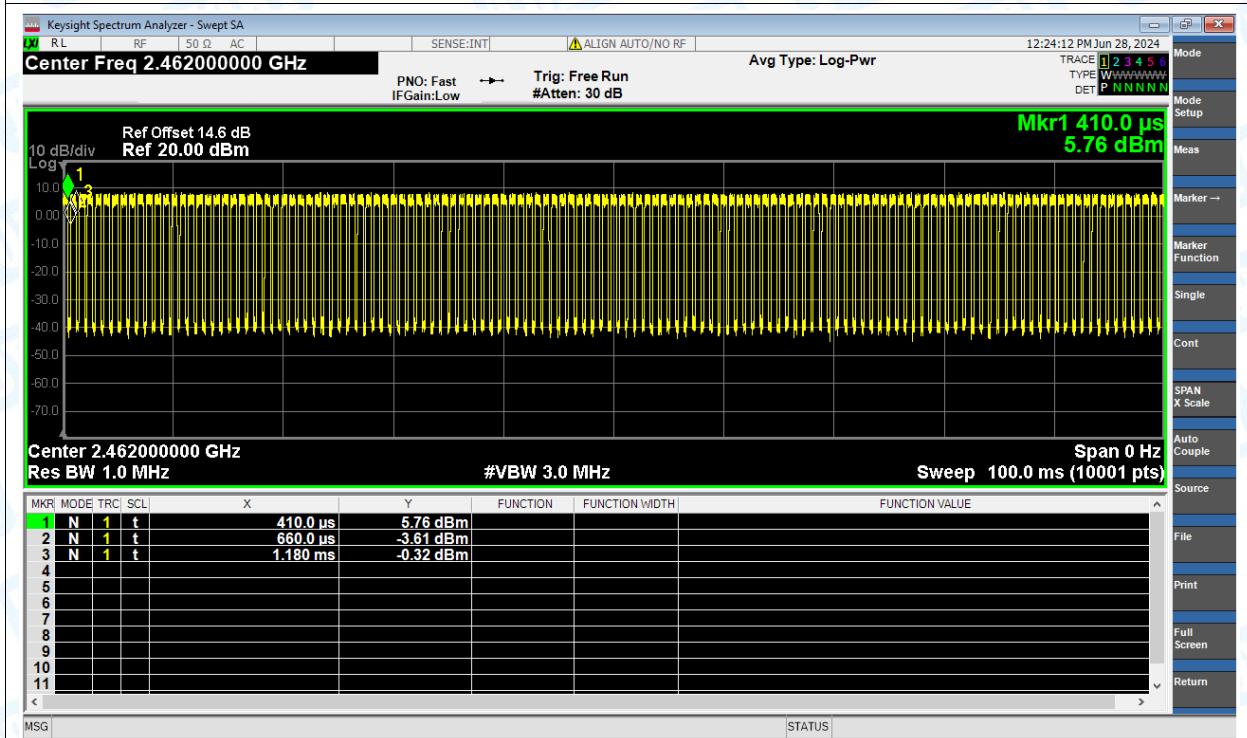 Keysight Spectrum Analyzer - Swept SA
LXI RL RF 50 Ω AC SENSE:INT ALIGN AUTO/NO RF 12:24:12 PM Jun 28, 2024
Center Freq 2.462000000 GHz
PNO: Fast
IFGain:Low
Trig: Free Run
#Atten: 30 dB
Avg Type: Log-Pwr
TRACE 1 2 3 4 5 6
TYPE WWWWWW
DET P N N N N N
Mkr1 410.0 µs
5.76 dBm
Ref Offset 14.6 dB
10 dB/div Ref 20.00 dBm
Log
1
3
2
10.0
0.00
-10.0
-20.0
-30.0
-40.0
-50.0
-60.0
-70.0
Center 2.462000000 GHz Span 0 Hz
Res BW 1.0 MHz #VBW 3.0 MHz Sweep 100.0 ms (10001 pts)
MKR MODE TRC SCL X Y FUNCTION FUNCTION WIDTH FUNCTION VALUE
1 N 1 t 410.0 µs 5.76 dBm
2 N 1 t 660.0 µs -3.61 dBm
3 N 1 t 1.180 ms -0.32 dBm
4
5
6
7
8
9
10
11
MSG STATUS
Mode
Mode
Setup
Meas
Marker →
Marker
Function
Single
Cont
SPAN
X Scale
Auto
Couple
Source
File
Print
Full
Screen
Return